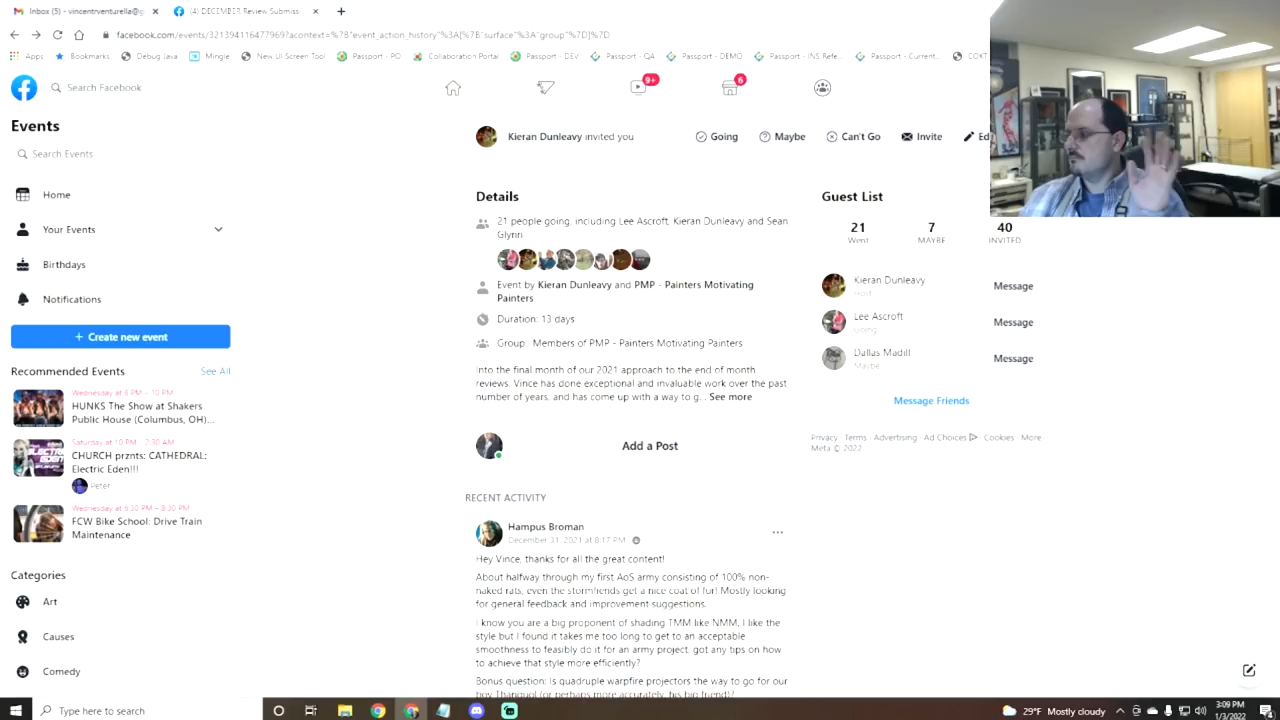 Inbox (5) - vincentrventurella@g
(4) DECEMBER Review Submiss
facebook.com/events/321394116477969?acontext=%7B"event_action_history"%3A[%7B"surface"%3A"group"%7D]%7D
Apps
Bookmarks
Debug Java
Mingle
New UI Screen Tool
Passport - PO
Collaboration Portal
Passport - DEV
Passport - QA
Passport - DEMO
Passport - INS Refe...
Passport - Current...
COKT
Search Facebook
9+
6
Events
Search Events
Home
Your Events
Birthdays
Notifications
+ Create new event
Recommended Events
See All
Wednesday at 8 PM – 10 PM
HUNKS The Show at Shakers
Public House (Columbus, OH)...
Saturday at 10 PM – 2:30 AM
CHURCH prznts: CATHEDRAL:
Electric Eden!!!
Peter
Wednesday at 6:30 PM – 8:30 PM
FCW Bike School: Drive Train
Maintenance
Categories
Art
Causes
Comedy
Kieran Dunleavy invited you
Going
Maybe
Can't Go
Invite
Ed
Details
21 people going, including Lee Ascroft, Kieran Dunleavy and Sean
Glynn
Event by Kieran Dunleavy and PMP - Painters Motivating
Painters
Duration: 13 days
Group · Members of PMP - Painters Motivating Painters
Into the final month of our 2021 approach to the end of month
reviews. Vince has done exceptional and invaluable work over the past
number of years, and has come up with a way to g... See more
Add a Post
RECENT ACTIVITY
Hampus Broman
December 31, 2021 at 8:17 PM
Hey Vince, thanks for all the great content!
About halfway through my first AoS army consisting of 100% non-
naked rats, even the stormfiends get a nice coat of fur! Mostly looking
for general feedback and improvement suggestions.
I know you are a big proponent of shading TMM like NMM, I like the
style but I found it takes me too long to get to an acceptable
smoothness to feasibly do it for an army project, got any tips on how
to achieve that style more efficiently?
Bonus question: Is quadruple warpfire projectors the way to go for our
boy Thanquol (or perhaps more accurately, his big friend)?
Guest List
21
Went
7
MAYBE
40
INVITED
Kieran Dunleavy
Host
Message
Lee Ascroft
Going
Message
Dallas Madill
Maybe
Message
Message Friends
Privacy · Terms · Advertising · Ad Choices · Cookies · More
Meta © 2022
Type here to search
29°F Mostly cloudy
3:09 PM
1/3/2022